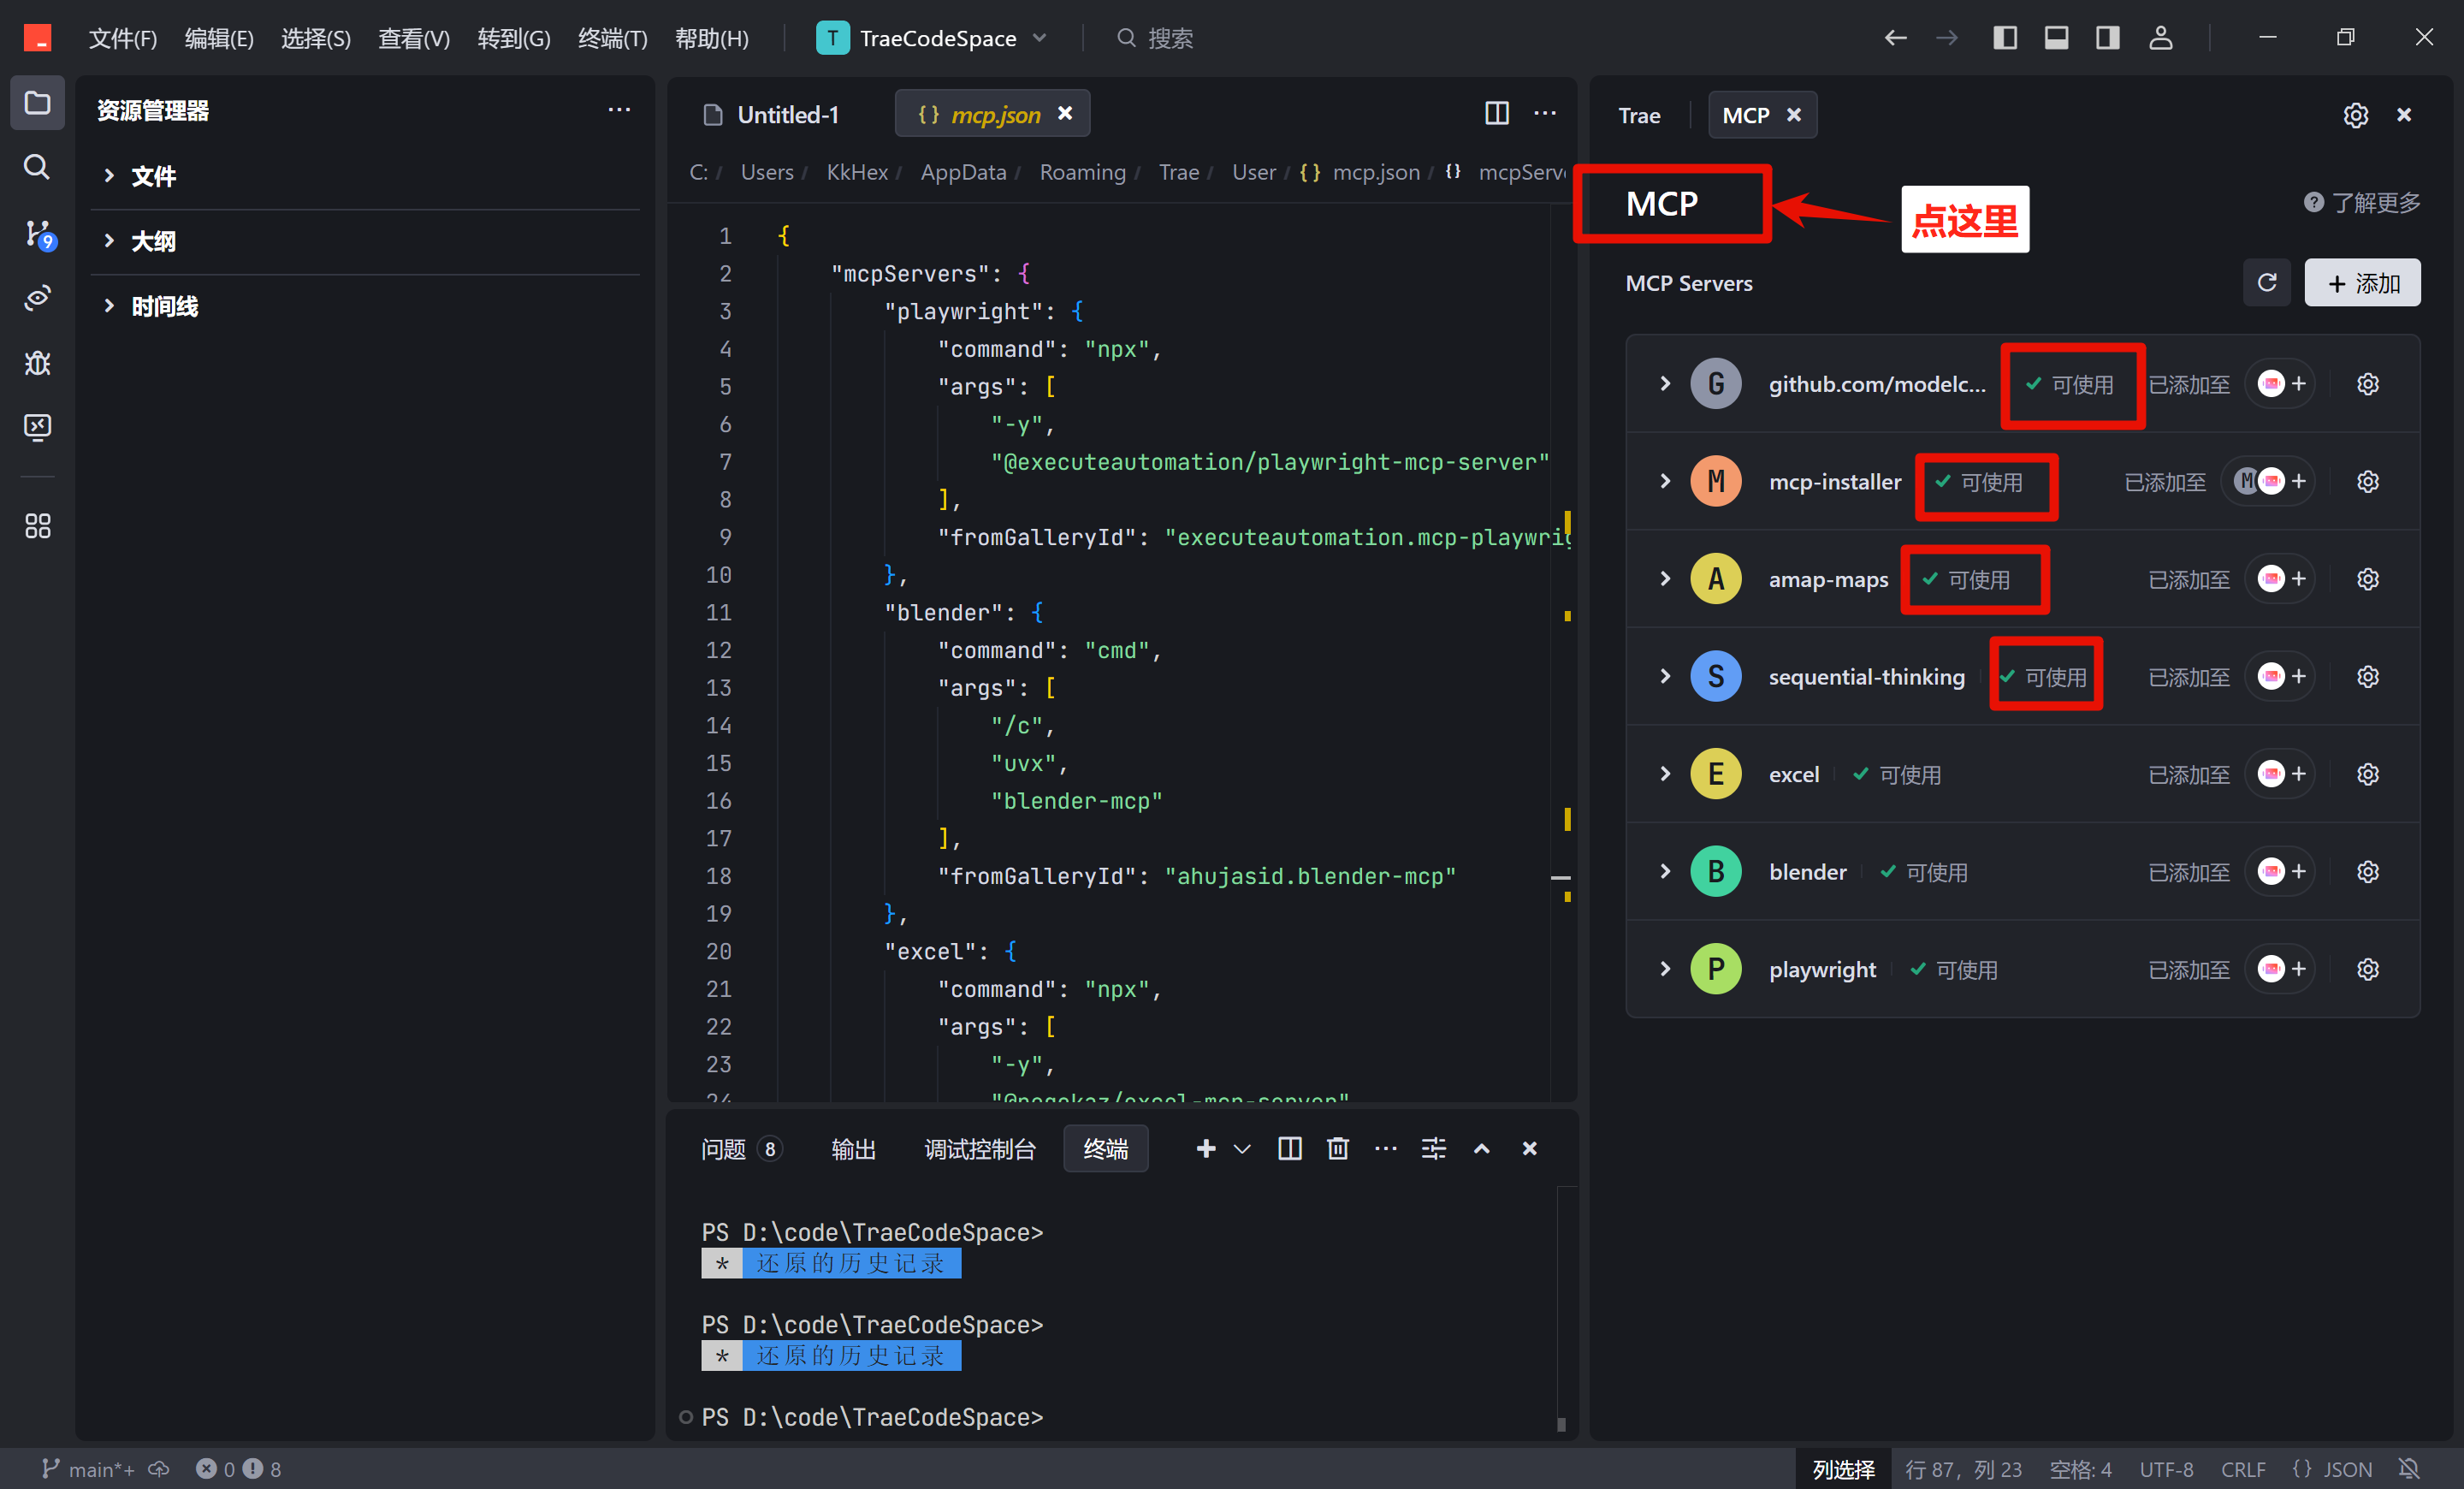 文件(F) 编辑(E) 选择(S) 查看(V) 转到(G) 终端(T) 帮助(H) T TraeCodeSpace 搜索
资源管理器
文件
大纲
时间线
9
Untitled-1 {} mcp.json
C: / Users / KkHex / AppData / Roaming / Trae / User / {} mcp.json / {} mcpServ
1 {
2 "mcpServers": {
3 "playwright": {
4 "command": "npx",
5 "args": [
6 "-y",
7 "@executeautomation/playwright-mcp-server"
8 ],
9 "fromGalleryId": "executeautomation.mcp-playwrig
10 },
11 "blender": {
12 "command": "cmd",
13 "args": [
14 "/c",
15 "uvx",
16 "blender-mcp"
17 ],
18 "fromGalleryId": "ahujasid.blender-mcp"
19 },
20 "excel": {
21 "command": "npx",
22 "args": [
23 "-y",
24
问题 8 输出 调试控制台 终端
PS D:\code\TraeCodeSpace>
* 还原的历史记录
PS D:\code\TraeCodeSpace>
* 还原的历史记录
PS D:\code\TraeCodeSpace>
Trae MCP
MCP 点这里 了解更多
MCP Servers + 添加
G github.com/modelc... 可使用 已添加至
M mcp-installer 可使用 已添加至 M
A amap-maps 可使用 已添加至
S sequential-thinking 可使用 已添加至
E excel 可使用 已添加至
B blender 可使用 已添加至
P playwright 可使用 已添加至
main*+ 0 8 列选择 行 87，列 23 空格: 4 UTF-8 CRLF {} JSON